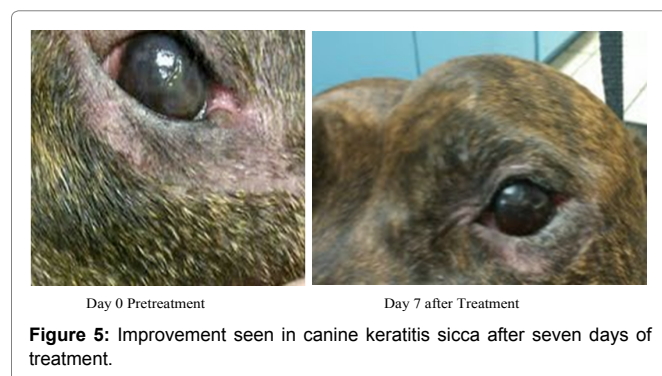 Day 0 Pretreatment
Day 7 after Treatment
Figure 5: Improvement seen in canine keratitis sicca after seven days of
treatment.